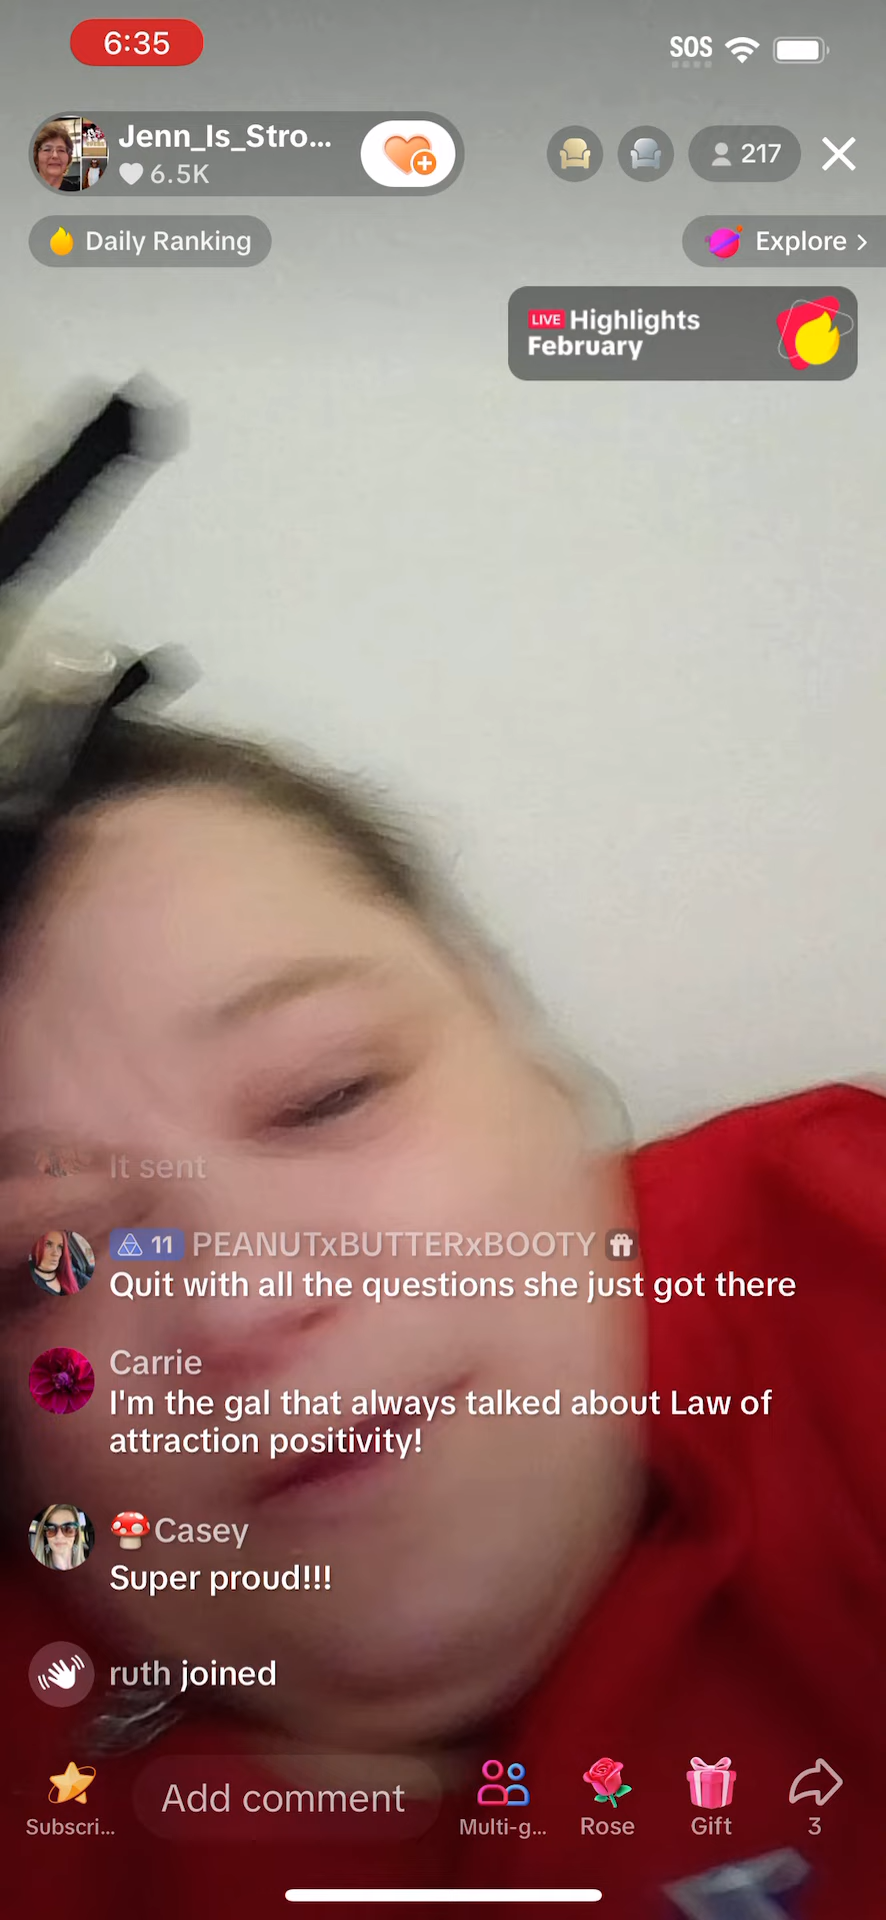 6:35
SOS
Jenn_Is_Stro...
6.5K
217
Daily Ranking
Explore >
LIVE Highlights
February
It sent
11 PEANUTxBUTTERxBOOTY
Quit with all the questions she just got there
Carrie
I'm the gal that always talked about Law of
attraction positivity!
Casey
Super proud!!!
ruth joined
Add comment
Subscri...
Multi-g...
Rose
Gift
3